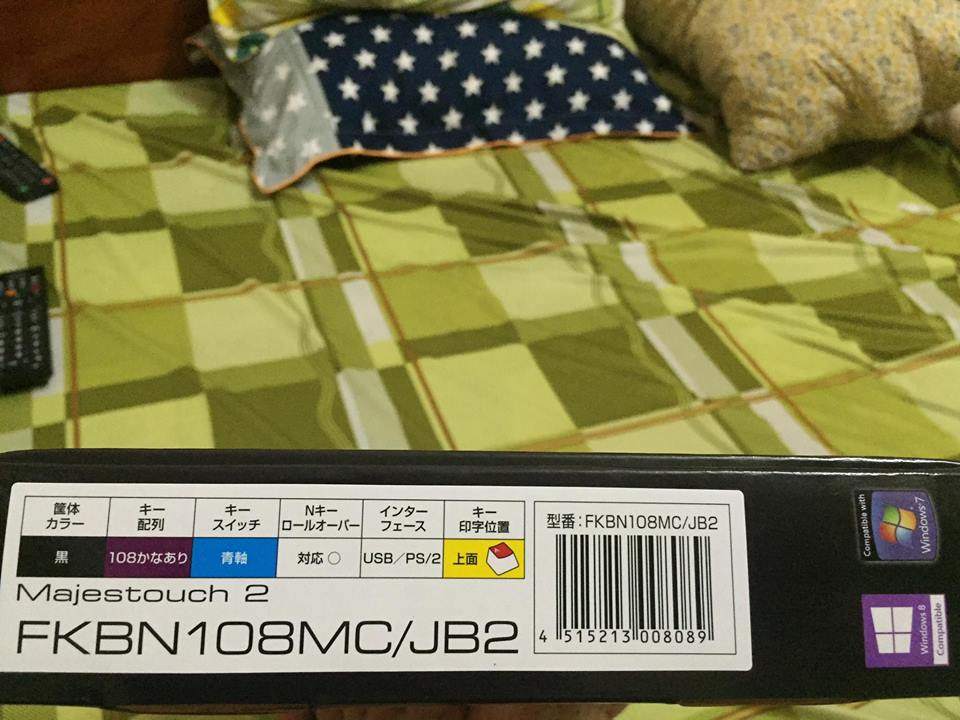 筐体
カラー
キー
配列
キー
スイッチ
Nキー
ロールオーバー
インター
フェース
キー
印字位置
黒
108かなあり
青軸
対応○
USB/PS/2
上面
Majestouch 2
FKBN108MC/JB2
型番:FKBN108MC/JB2
4 515213 008089
Compatible with
Windows 7
Windows 8
Compatible